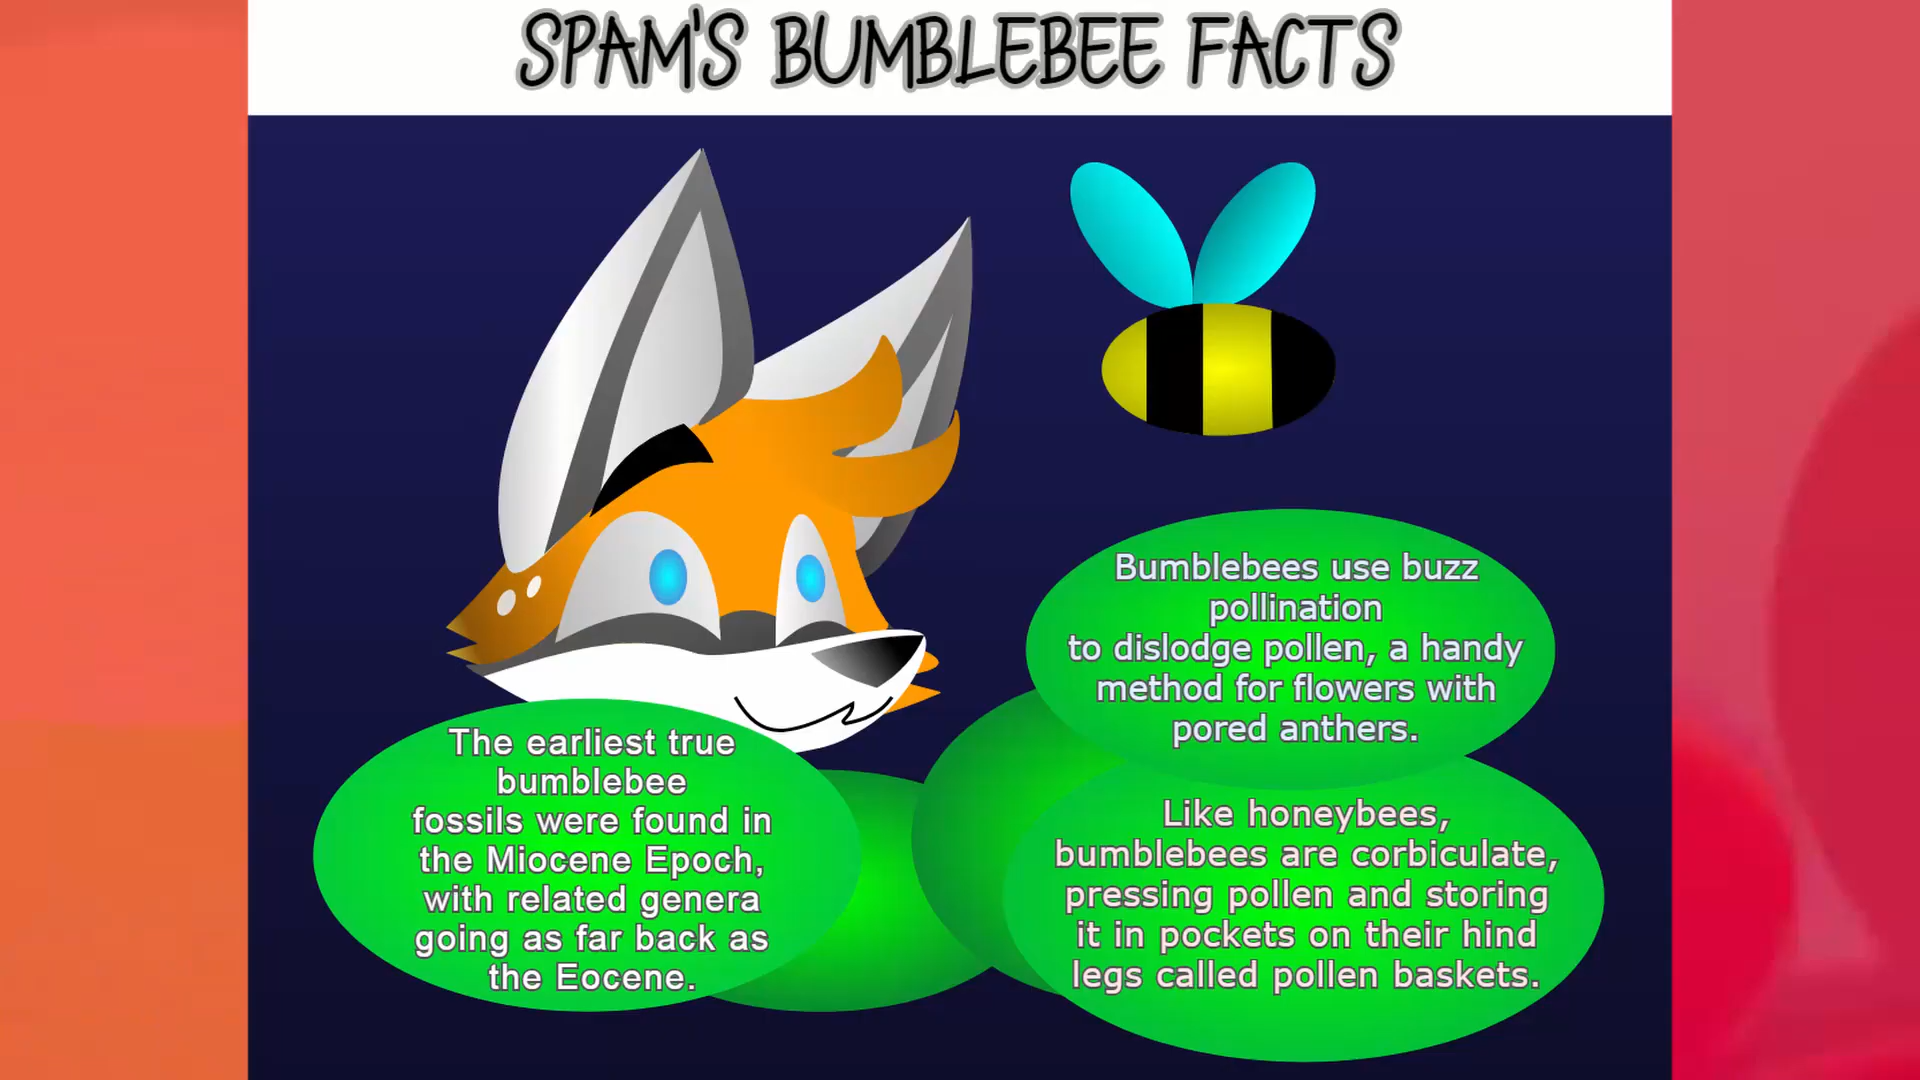 SPAM'S BUMBLEBEE FACTS
Bumblebees use buzz
pollination
to dislodge pollen, a handy
method for flowers with
pored anthers.
The earliest true
bumblebee
fossils were found in
the Miocene Epoch,
with related genera
going as far back as
the Eocene.
Like honeybees,
bumblebees are corbiculate,
pressing pollen and storing
it in pockets on their hind
legs called pollen baskets.